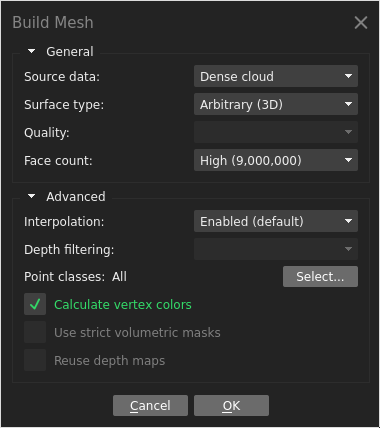 Build Mesh
General
Source data: Dense cloud
Surface type: Arbitrary (3D)
Quality:
Face count: High (9,000,000)
Advanced
Interpolation: Enabled (default)
Depth filtering:
Point classes: All Select...
Calculate vertex colors
Use strict volumetric masks
Reuse depth maps
Cancel OK